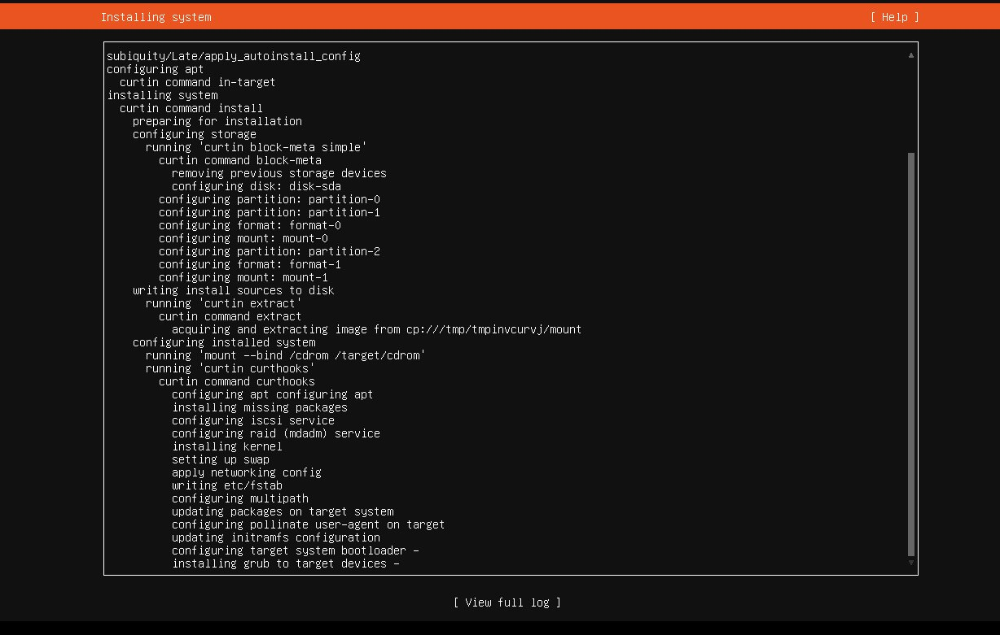 Installing system [ Help ]
subiquity/Late/apply_autoinstall_config
configuring apt
curtin command in-target
installing system
curtin command install
preparing for installation
configuring storage
running 'curtin block-meta simple'
curtin command block-meta
removing previous storage devices
configuring disk: disk-sda
configuring partition: partition-0
configuring partition: partition-1
configuring format: format-0
configuring mount: mount-0
configuring partition: partition-2
configuring format: format-1
configuring mount: mount-1
writing install sources to disk
running 'curtin extract'
curtin command extract
acquiring and extracting image from cp:///tmp/tmpinvcurvj/mount
configuring installed system
running 'mount --bind /cdrom /target/cdrom'
running 'curtin curthooks'
curtin command curthooks
configuring apt configuring apt
installing missing packages
configuring iscsi service
configuring raid (mdadm) service
installing kernel
setting up swap
apply networking config
writing etc/fstab
configuring multipath
updating packages on target system
configuring pollinate user-agent on target
updating initramfs configuration
configuring target system bootloader -
installing grub to target devices -
[ View full log ]